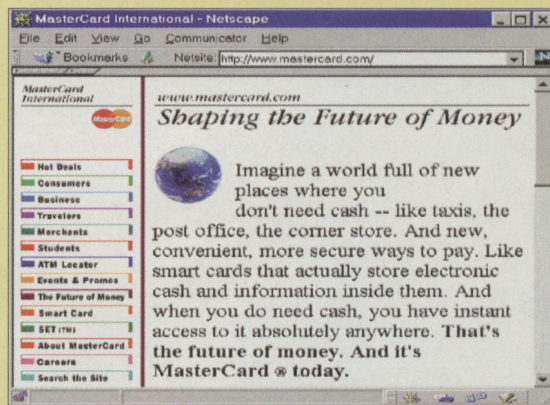 MasterCard International - Netscape
File Edit View Go Communicator Help
Bookmarks Netsite: http://www.mastercard.com/
MasterCard
International
MasterCard
Hot Deals
Consumers
Business
Travelers
Merchants
Students
ATM Locator
Events & Promos
The Future of Money
Smart Card
SET (TM)
About MasterCard
Careers
Search the Site
www.mastercard.com
Shaping the Future of Money
Imagine a world full of new
places where you
don't need cash -- like taxis, the
post office, the corner store. And new,
convenient, more secure ways to pay. Like
smart cards that actually store electronic
cash and information inside them. And
when you do need cash, you have instant
access to it absolutely anywhere. That's
the future of money. And it's
MasterCard ® today.